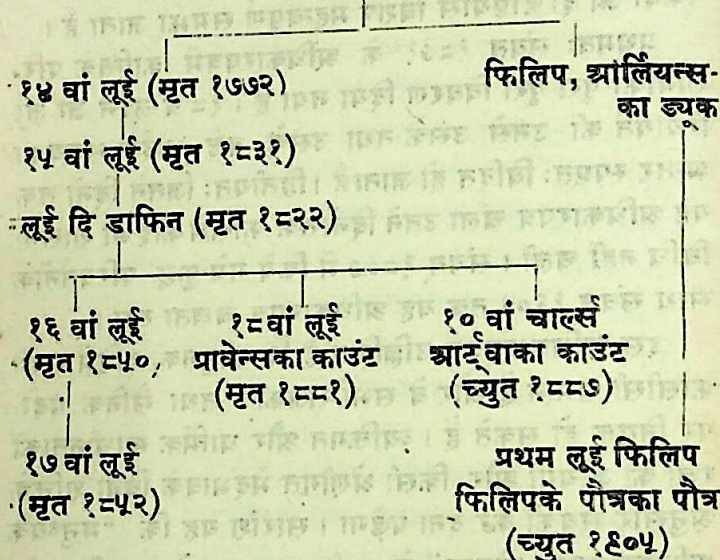 १४ वां लूई (मृत १७७२)
फिलिप, आर्लियन्स-
का ड्यूक
१५ वां लूई (मृत १८३१)
लूई दि डाफिन (मृत १८२२)
१६ वां लूई
(मृत १८५०,
१८वां लूई
प्रावेन्सका काउंट
(मृत १८८१)
१० वां चार्ल्स
आर्ट्वाका काउंट
(च्युत १८८७)
१७ वां लूई
(मृत १८५२)
प्रथम लूई फिलिप
फिलिपके पौत्रका पौत्र
(च्युत १९०५)